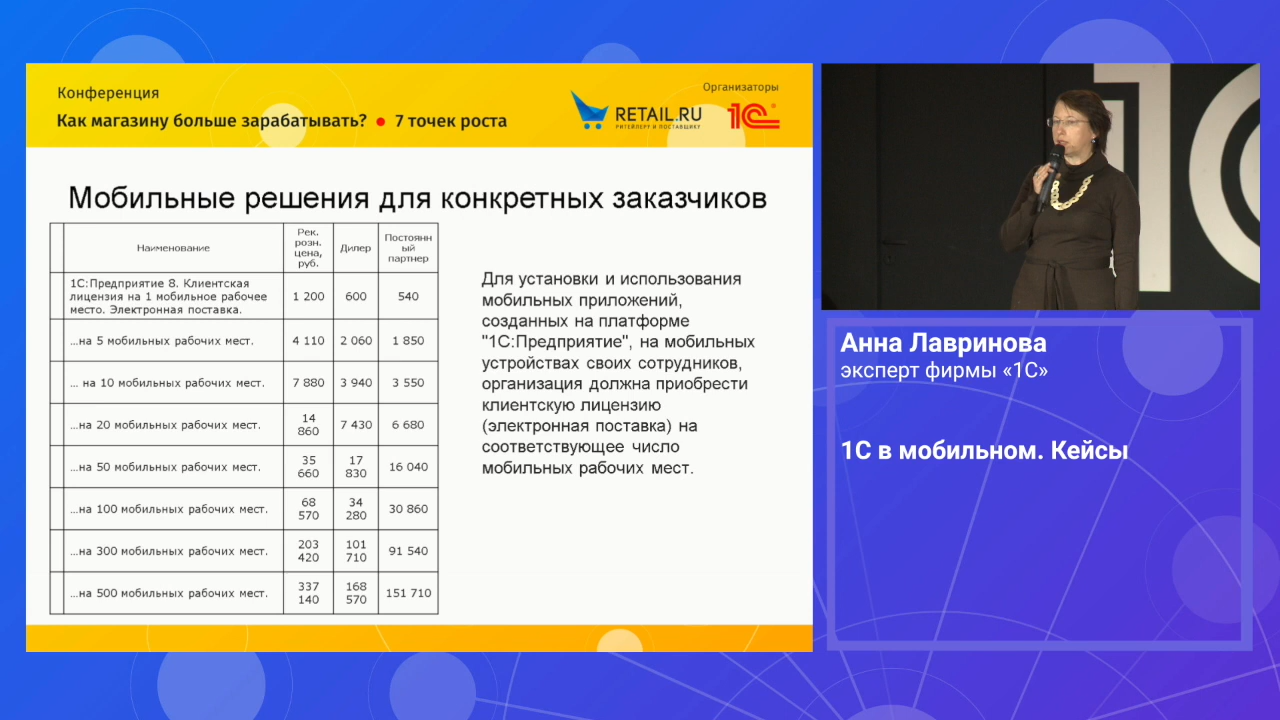 Конференция
Как магазину больше зарабатывать? • 7 точек роста
Организаторы
RETAIL.RU
РИТЕЙЛЕРУ И ПОСТАВЩИКУ
1С
Мобильные решения для конкретных заказчиков
Наименование
Рек.
розн.
цена,
руб.
Дилер
Постоянн
ый
партнер
1С:Предприятие 8. Клиентская
лицензия на 1 мобильное рабочее
место. Электронная поставка.
1 200
600
540
...на 5 мобильных рабочих мест.
4 110
2 060
1 850
... на 10 мобильных рабочих мест.
7 880
3 940
3 550
...на 20 мобильных рабочих мест.
14
860
7 430
6 680
...на 50 мобильных рабочих мест.
35
660
17
830
16 040
...на 100 мобильных рабочих мест.
68
570
34
280
30 860
...на 300 мобильных рабочих мест.
203
420
101
710
91 540
...на 500 мобильных рабочих мест.
337
140
168
570
151 710
Для установки и использования
мобильных приложений,
созданных на платформе
"1С:Предприятие", на мобильных
устройствах своих сотрудников,
организация должна приобрести
клиентскую лицензию
(электронная поставка) на
соответствующее число
мобильных рабочих мест.
1С
Анна Лавринова
эксперт фирмы «1С»
1С в мобильном. Кейсы